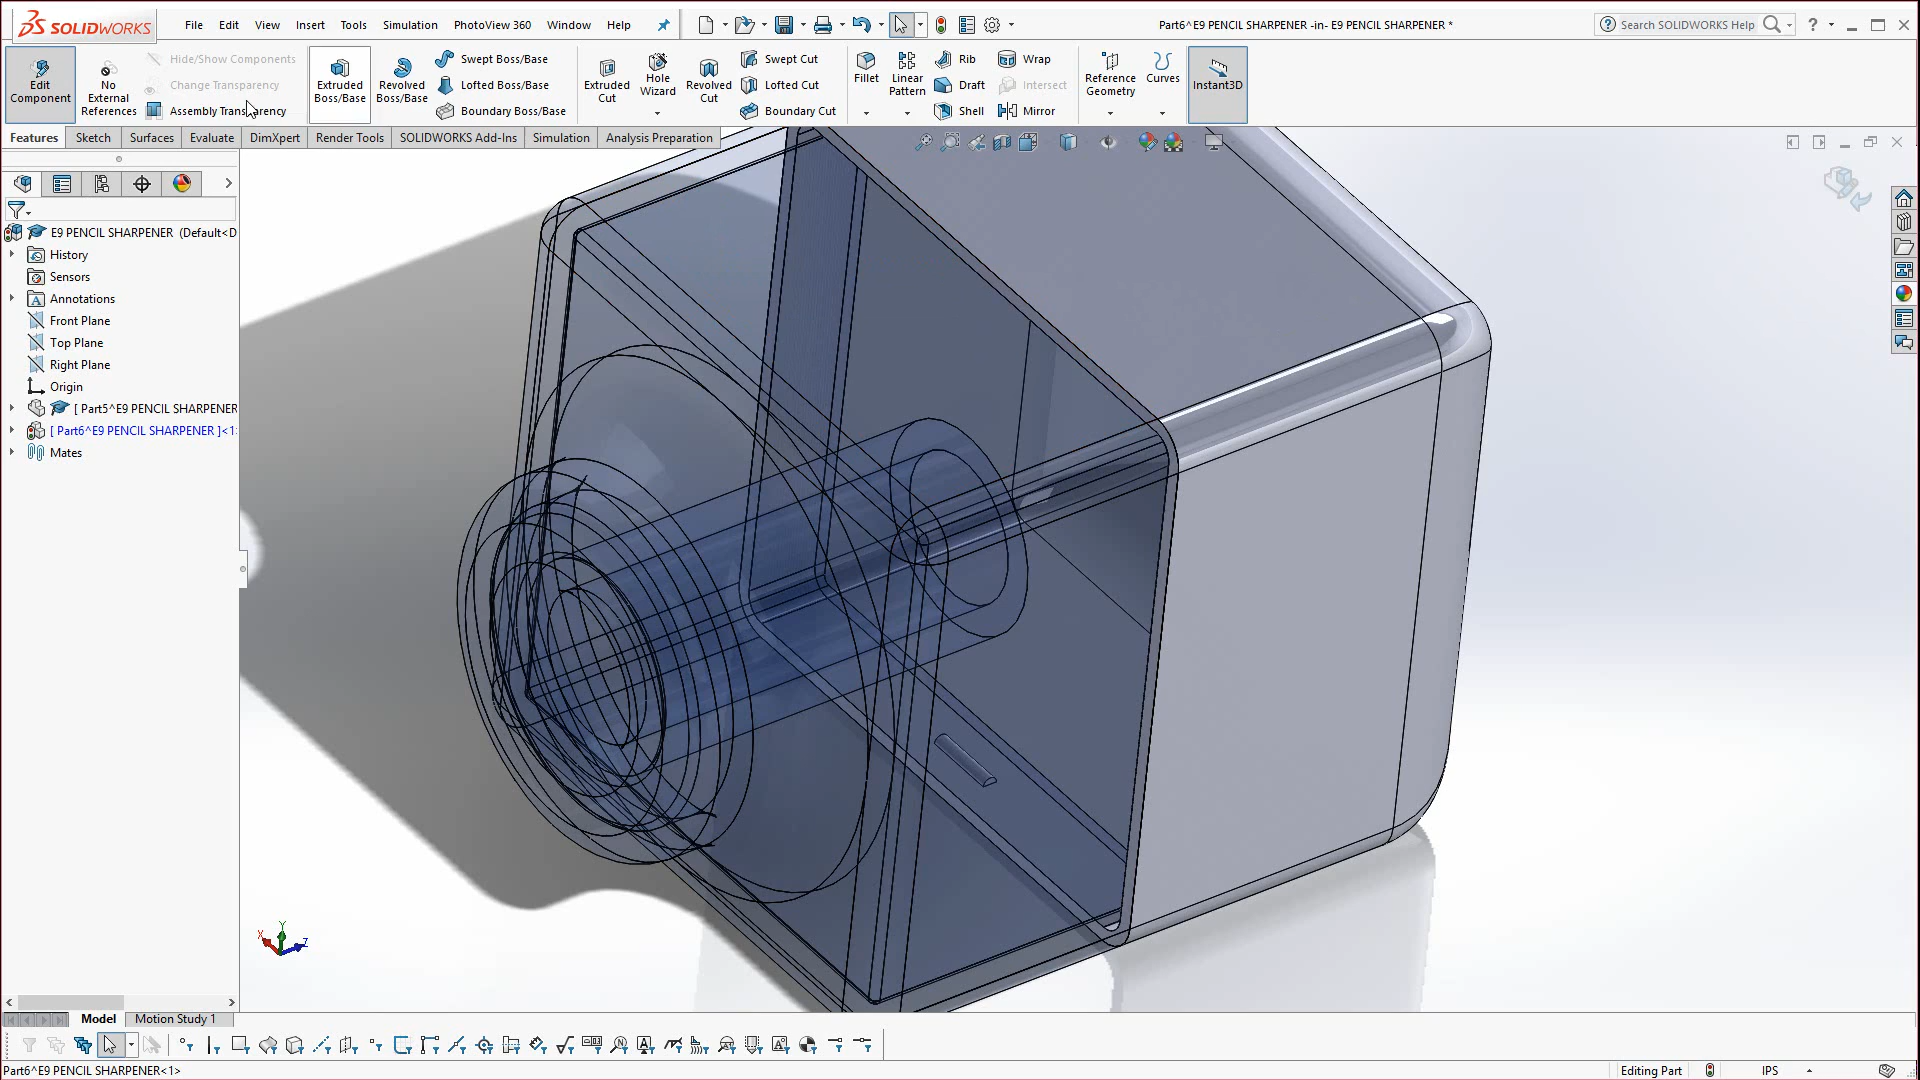 SOLIDWORKS File Edit View Insert Tools Simulation PhotoView 360 Window Help Part6^E9 PENCIL SHARPENER -in- E9 PENCIL SHARPENER * Search SOLIDWORKS Help
Edit Component
No External References
Hide/Show Components
Change Transparency
Assembly Transparency
Extruded Boss/Base
Revolved Boss/Base
Swept Boss/Base
Lofted Boss/Base
Boundary Boss/Base
Extruded Cut
Hole Wizard
Revolved Cut
Swept Cut
Lofted Cut
Boundary Cut
Fillet
Linear Pattern
Rib
Draft
Shell
Wrap
Intersect
Mirror
Reference Geometry
Curves
Instant3D
Features Sketch Surfaces Evaluate DimXpert Render Tools SOLIDWORKS Add-Ins Simulation Analysis Preparation
E9 PENCIL SHARPENER (Default<D
History
Sensors
Annotations
Front Plane
Top Plane
Right Plane
Origin
[ Part5^E9 PENCIL SHARPENER
[ Part6^E9 PENCIL SHARPENER ]<1>
Mates
X Y Z
Model Motion Study 1
Part6^E9 PENCIL SHARPENER<1> Editing Part IPS